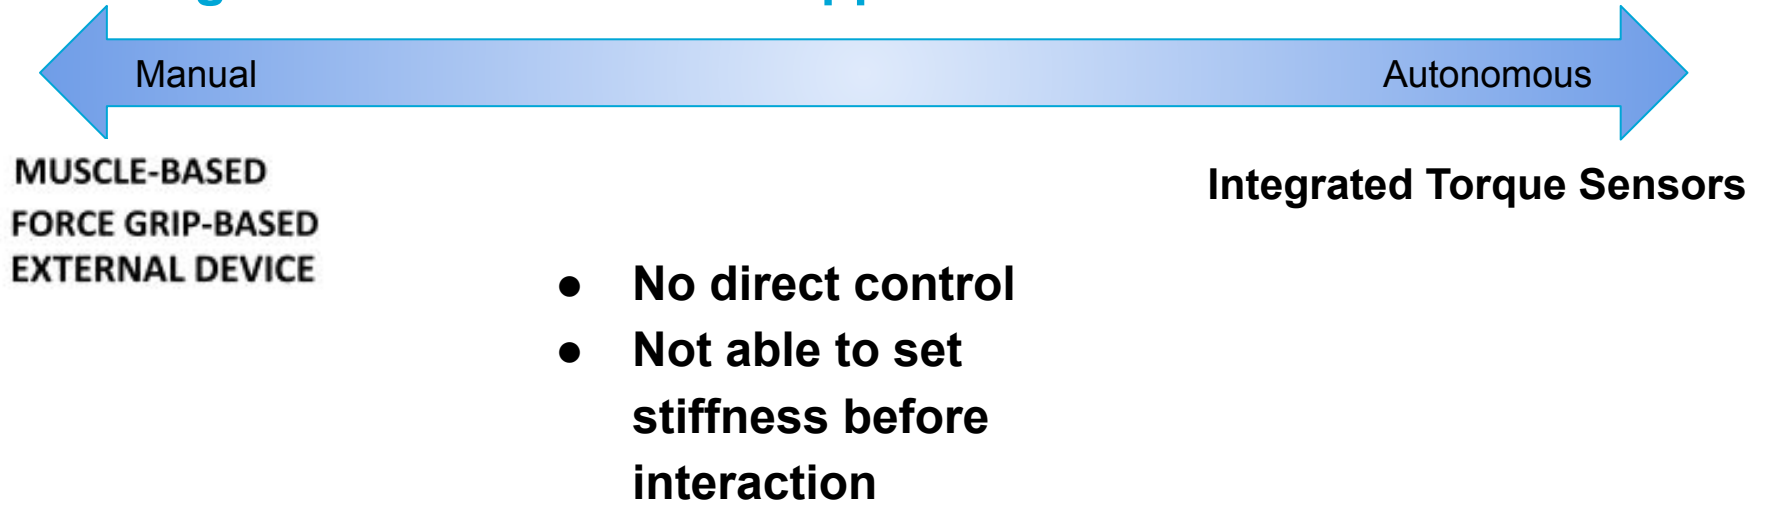 Manual
Autonomous
MUSCLE-BASED
FORCE GRIP-BASED
EXTERNAL DEVICE
Integrated Torque Sensors
● No direct control
● Not able to set
stiffness before
interaction